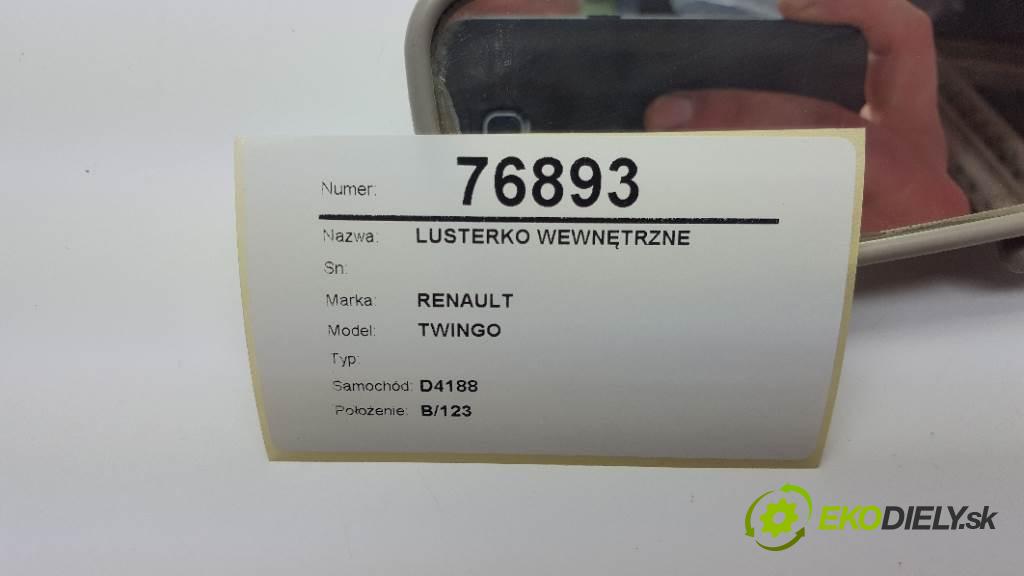 Numer: 76893
Nazwa: LUSTERKO WEWNĘTRZNE
Sn:
Marka: RENAULT
Model: TWINGO
Typ:
Samochód: D4188
Położenie: B/123
EKODIELY.sk